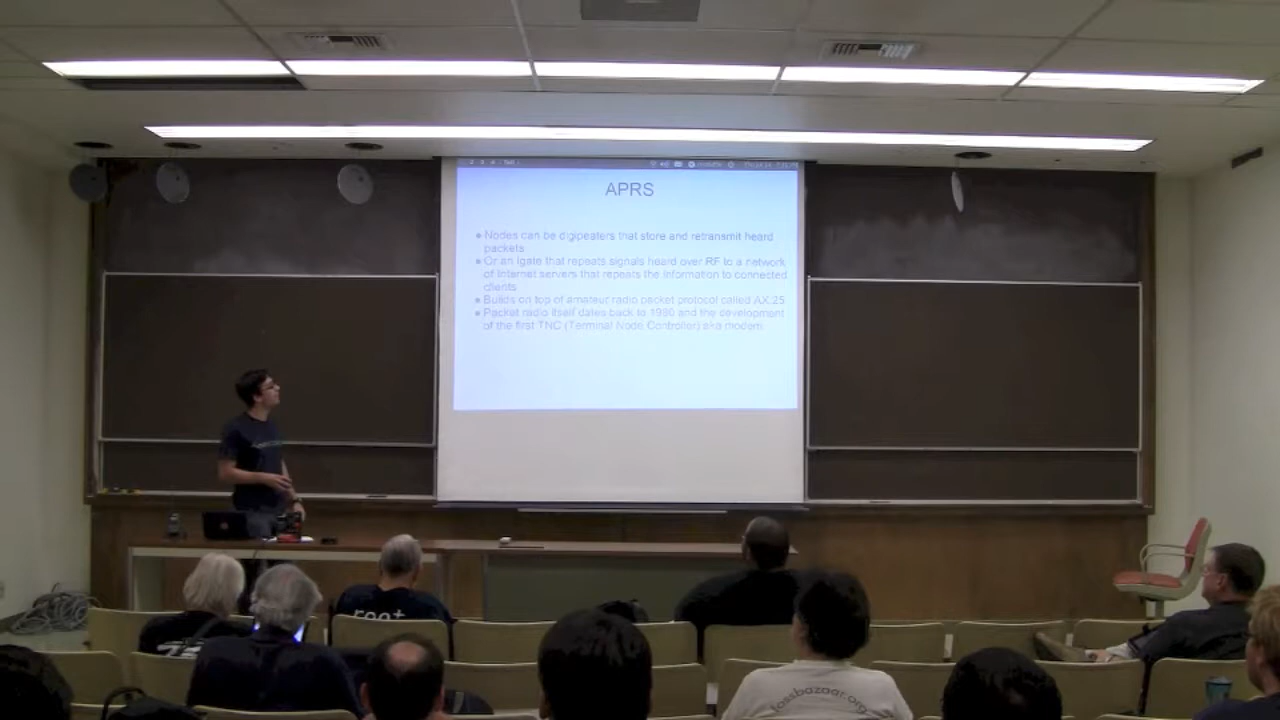 APRS
Nodes can be digipeaters that store and retransmit heard
packets
Or an Igate that repeats signals heard over RF to a network
of Internet servers that repeats the information to connected
clients
Builds on top of amateur radio packet protocol called AX.25
Packet radio itself dates back to 1980 and the development
of the first TNC (Terminal Node Controller) aka modem
root
fossbazaar.org